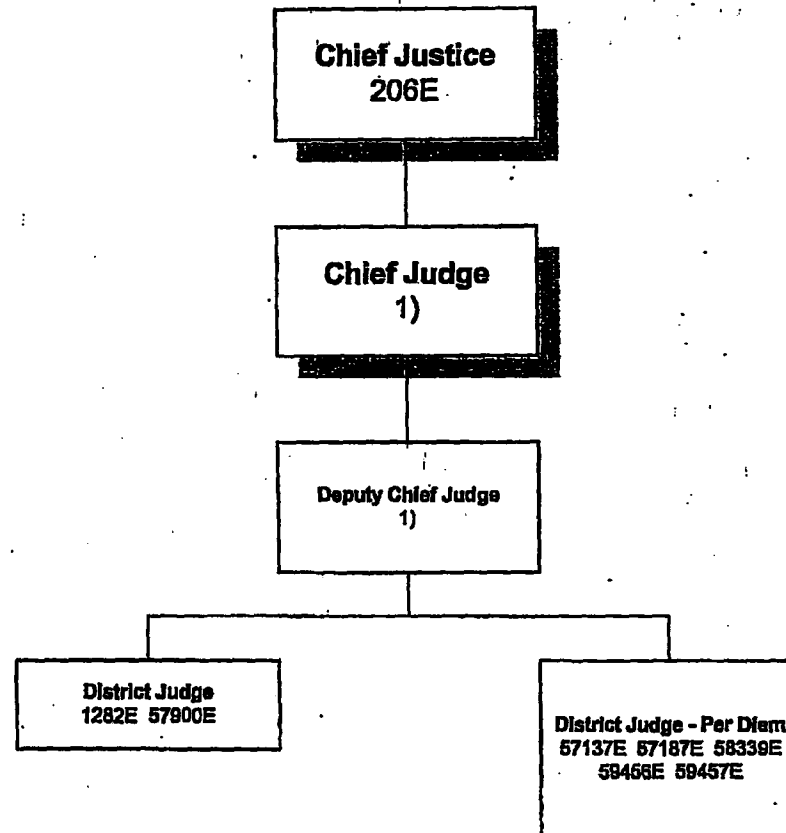 Chief Justice
206E
Chief Judge
1)
Deputy Chief Judge
1)
District Judge
1282E 57900E
District Judge - Per Diem
57137E 57187E 58339E
59456E 59457E